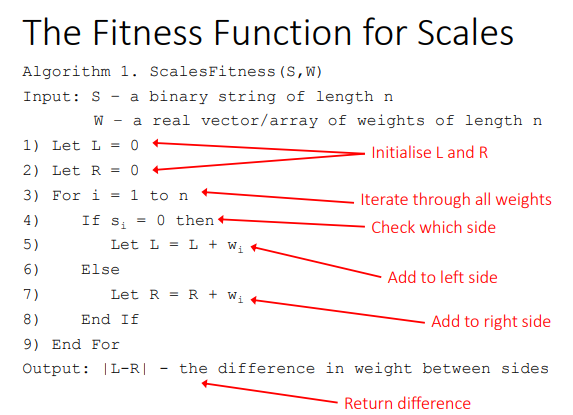 The Fitness Function for Scales
Algorithm 1. ScalesFitness(S,W)
Input: S – a binary string of length n
W – a real vector/array of weights of length n
1) Let L = 0
Initialise L and R
2) Let R = 0
3) For i = 1 to n
Iterate through all weights
4) If sᵢ = 0 then
Check which side
5) Let L = L + wᵢ
Add to left side
6) Else
7) Let R = R + wᵢ
Add to right side
8) End If
9) End For
Output: |L-R| - the difference in weight between sides
Return difference